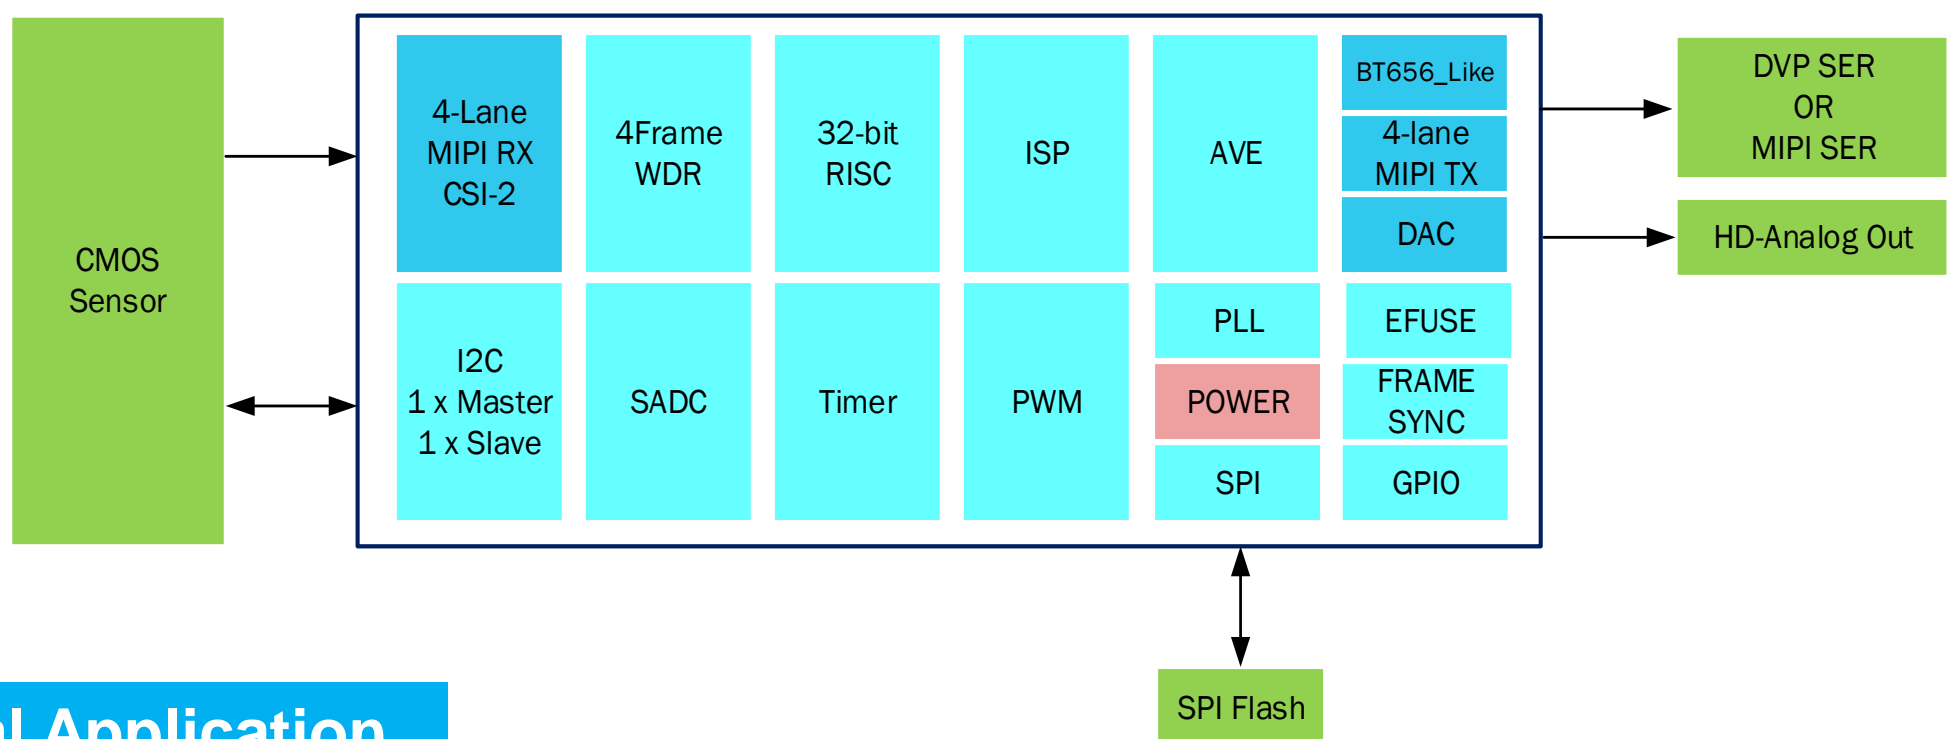 CMOS
Sensor
4-Lane
MIPI RX
CSI-2
4Frame
WDR
32-bit
RISC
ISP
AVE
BT656_Like
4-lane
MIPI TX
DAC
I2C
1 x Master
1 x Slave
SADC
Timer
PWM
PLL
POWER
SPI
EFUSE
FRAME
SYNC
GPIO
DVP SER
OR
MIPI SER
HD-Analog Out
SPI Flash
Application